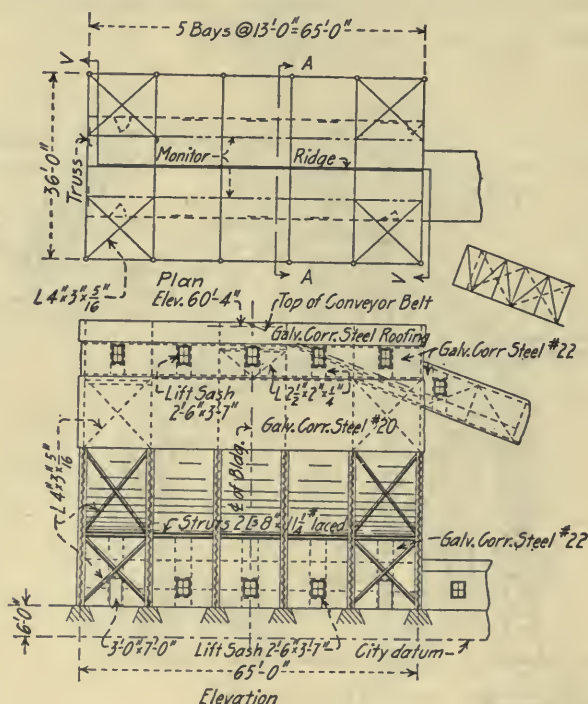 5 Bays @ 13'-0"=65'-0"
V
A
36'-0"
Truss
Monitor
Ridge
L 4"x3"x5/16
Plan
A
V
Elev. 60'-4"
Top of Conveyor Belt
Galv. Corr. Steel Roofing
Galv. Corr. Steel #22
Lift Sash
2'-6"x3'-7"
L 2 1/2"x2"x1/4"
Galv. Corr. Steel #20
L 4"x3"x5/16
℄ of Bldg.
Struts 2 [s 8"x 11 1/4# laced
Galv. Corr. Steel #22
6'-0"
3'-0"x7'-0"
Lift Sash 2'-6"x3'-7"
City datum
65'-0"
Elevation